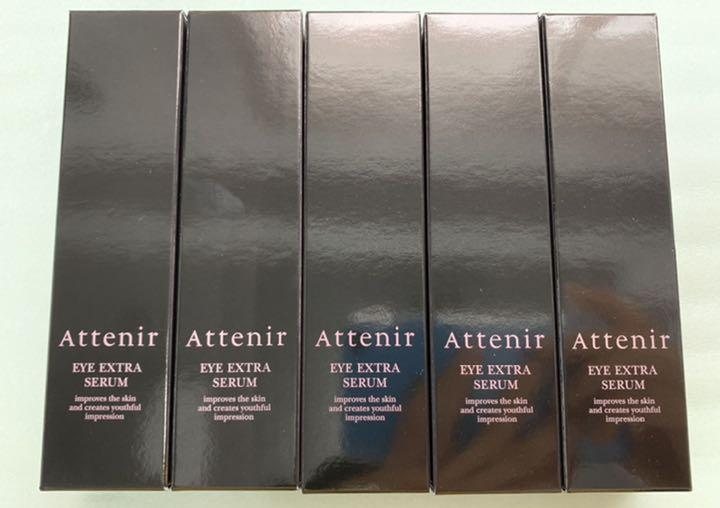 Attenir
EYE EXTRA
SERUM
improves the skin
and creates youthful
impression
Attenir
EYE EXTRA
SERUM
improves the skin
and creates youthful
impression
Attenir
EYE EXTRA
SERUM
improves the skin
and creates youthful
impression
Attenir
EYE EXTRA
SERUM
improves the skin
and creates youthful
impression
Attenir
EYE EXTRA
SERUM
improves the skin
and creates youthful
impression